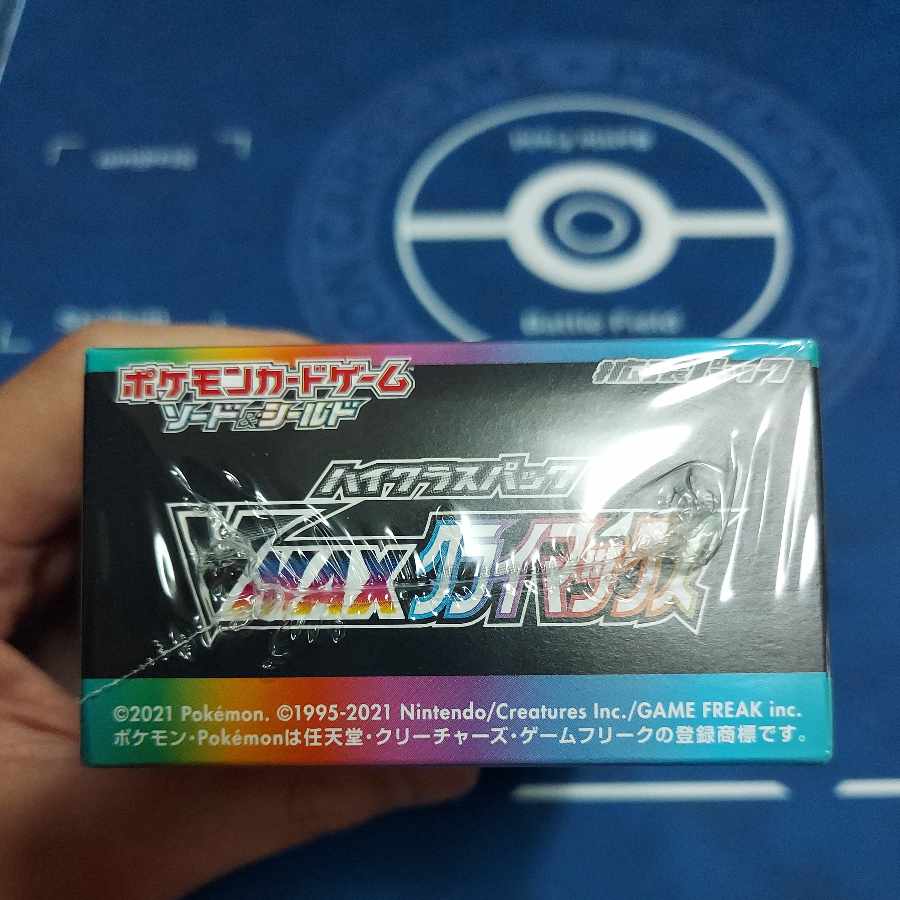 Battle Field
ポケモンカードゲーム
ソード&シールド
拡張パック
ハイクラスパック
VMAXクライマックス
©2021 Pokémon. ©1995-2021 Nintendo/Creatures Inc./GAME FREAK inc.
ポケモン・Pokémonは任天堂・クリーチャーズ・ゲームフリークの登録商標です。